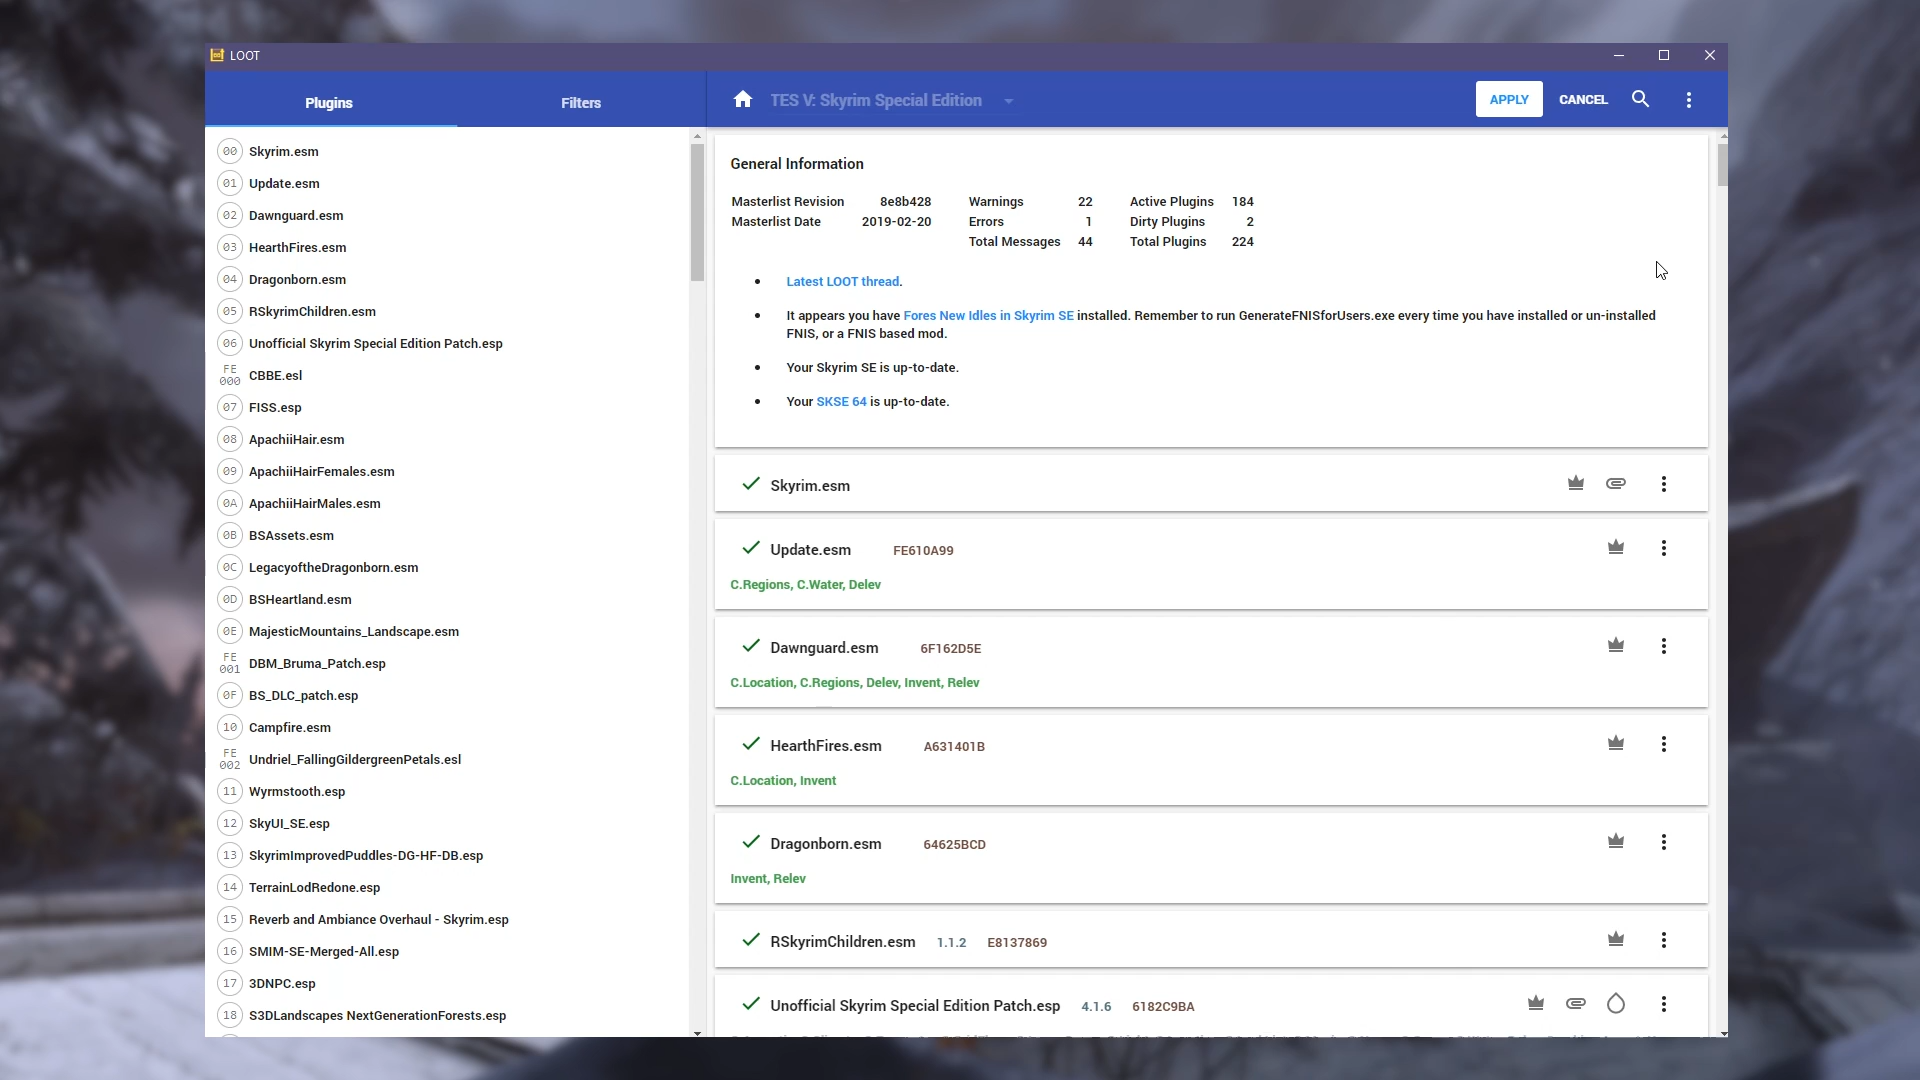 LOOT
Plugins
Filters
TES V: Skyrim Special Edition
APPLY
CANCEL
00 Skyrim.esm
01 Update.esm
02 Dawnguard.esm
03 HearthFires.esm
04 Dragonborn.esm
05 RSkyrimChildren.esm
06 Unofficial Skyrim Special Edition Patch.esp
FE
000 CBBE.esl
07 FISS.esp
08 ApachiiHair.esm
09 ApachiiHairFemales.esm
0A ApachiiHairMales.esm
0B BSAssets.esm
0C LegacyoftheDragonborn.esm
0D BSHeartland.esm
0E MajesticMountains_Landscape.esm
FE
001 DBM_Bruma_Patch.esp
0F BS_DLC_patch.esp
10 Campfire.esm
FE
002 Undriel_FallingGildergreenPetals.esl
11 Wyrmstooth.esp
12 SkyUI_SE.esp
13 SkyrimImprovedPuddles-DG-HF-DB.esp
14 TerrainLodRedone.esp
15 Reverb and Ambiance Overhaul - Skyrim.esp
16 SMIM-SE-Merged-All.esp
17 3DNPC.esp
18 S3DLandscapes NextGenerationForests.esp
General Information
Masterlist Revision 8e8b428 Warnings 22 Active Plugins 184
Masterlist Date 2019-02-20 Errors 1 Dirty Plugins 2
Total Messages 44 Total Plugins 224
• Latest LOOT thread.
• It appears you have Fores New Idles in Skyrim SE installed. Remember to run GenerateFNISforUsers.exe every time you have installed or un-installed
FNIS, or a FNIS based mod.
• Your Skyrim SE is up-to-date.
• Your SKSE 64 is up-to-date.
Skyrim.esm
Update.esm FE610A99
C.Regions, C.Water, Delev
Dawnguard.esm 6F162D5E
C.Location, C.Regions, Delev, Invent, Relev
HearthFires.esm A631401B
C.Location, Invent
Dragonborn.esm 64625BCD
Invent, Relev
RSkyrimChildren.esm 1.1.2 E8137869
Unofficial Skyrim Special Edition Patch.esp 4.1.6 6182C9BA